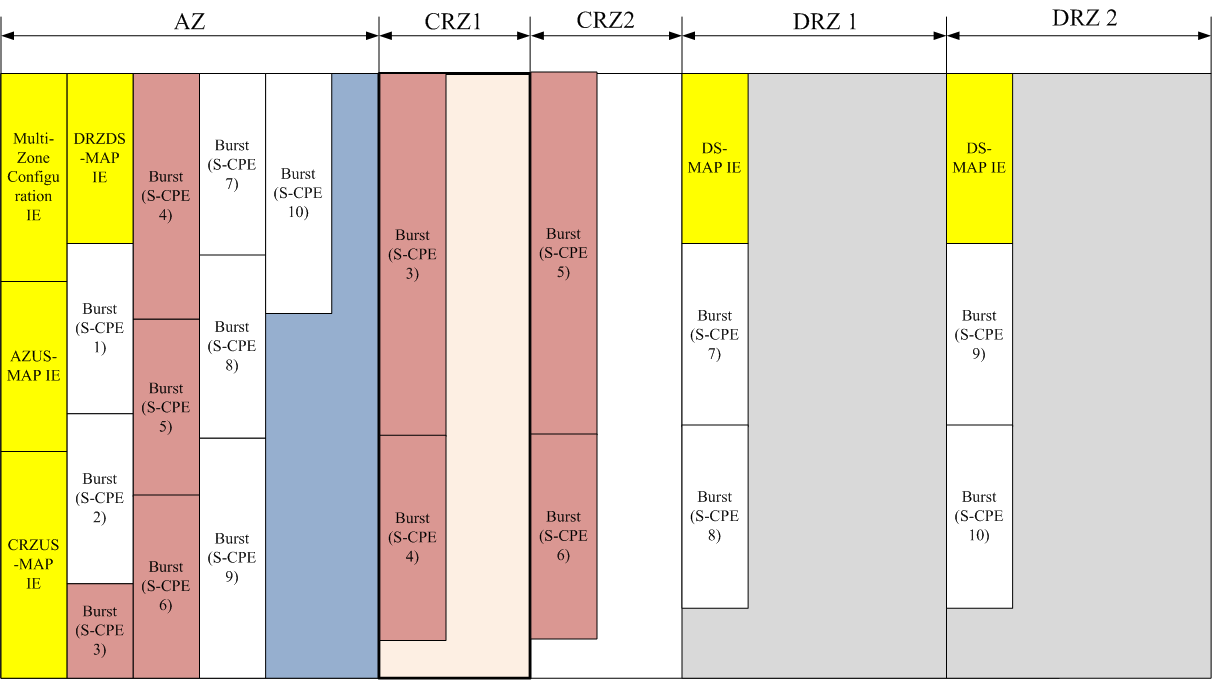 AZ
CRZ1
CRZ2
DRZ 1
DRZ 2
Multi-
Zone
Configu
ration
IE
AZUS-
MAP IE
CRZUS
-MAP
IE
DRZDS
-MAP
IE
Burst
(S-CPE
1)
Burst
(S-CPE
2)
Burst
(S-CPE
3)
Burst
(S-CPE
4)
Burst
(S-CPE
5)
Burst
(S-CPE
6)
Burst
(S-CPE
7)
Burst
(S-CPE
8)
Burst
(S-CPE
9)
Burst
(S-CPE
10)
Burst
(S-CPE
3)
Burst
(S-CPE
4)
Burst
(S-CPE
5)
Burst
(S-CPE
6)
DS-
MAP IE
Burst
(S-CPE
7)
Burst
(S-CPE
8)
DS-
MAP IE
Burst
(S-CPE
9)
Burst
(S-CPE
10)